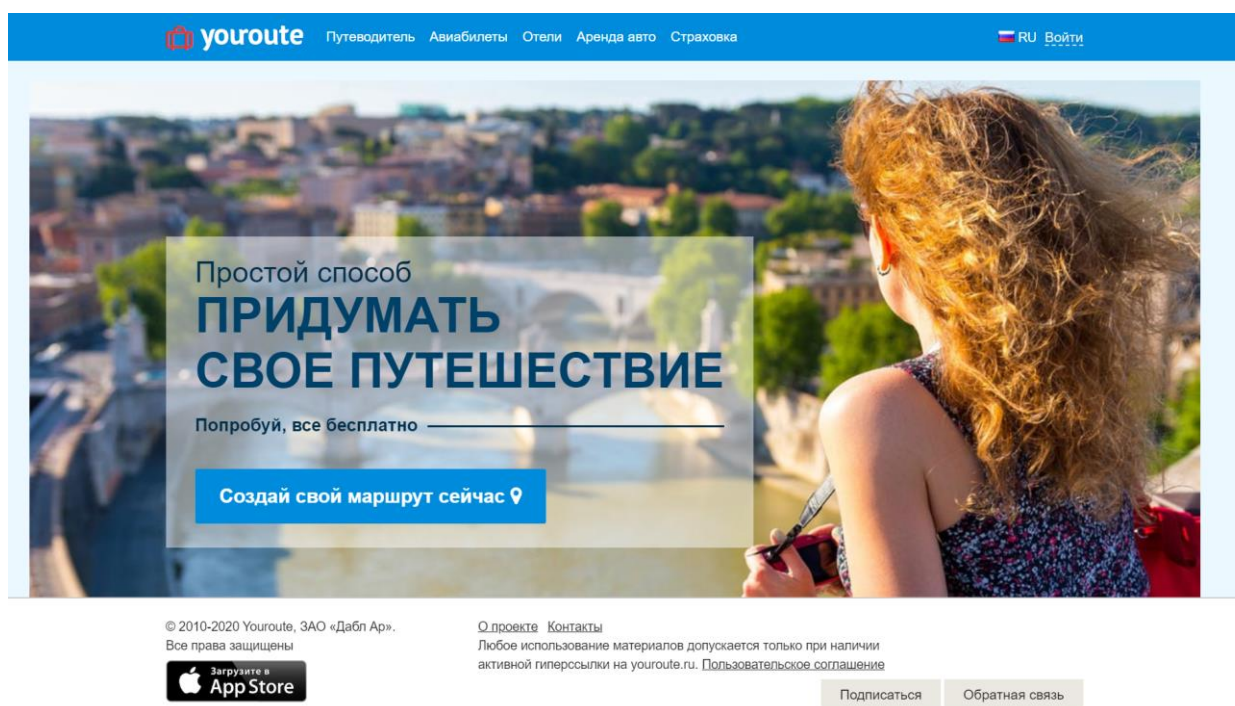 youroute Путеводитель Авиабилеты Отели Аренда авто Страховка RU Войти
Простой способ
ПРИДУМАТЬ
СВОЕ ПУТЕШЕСТВИЕ
Попробуй, все бесплатно
Создай свой маршрут сейчас
© 2010-2020 Youroute, ЗАО «Дабл Ар».
Все права защищены
Загрузите в
App Store
О проекте Контакты
Любое использование материалов допускается только при наличии
активной гиперссылки на youroute.ru. Пользовательское соглашение
Подписаться Обратная связь